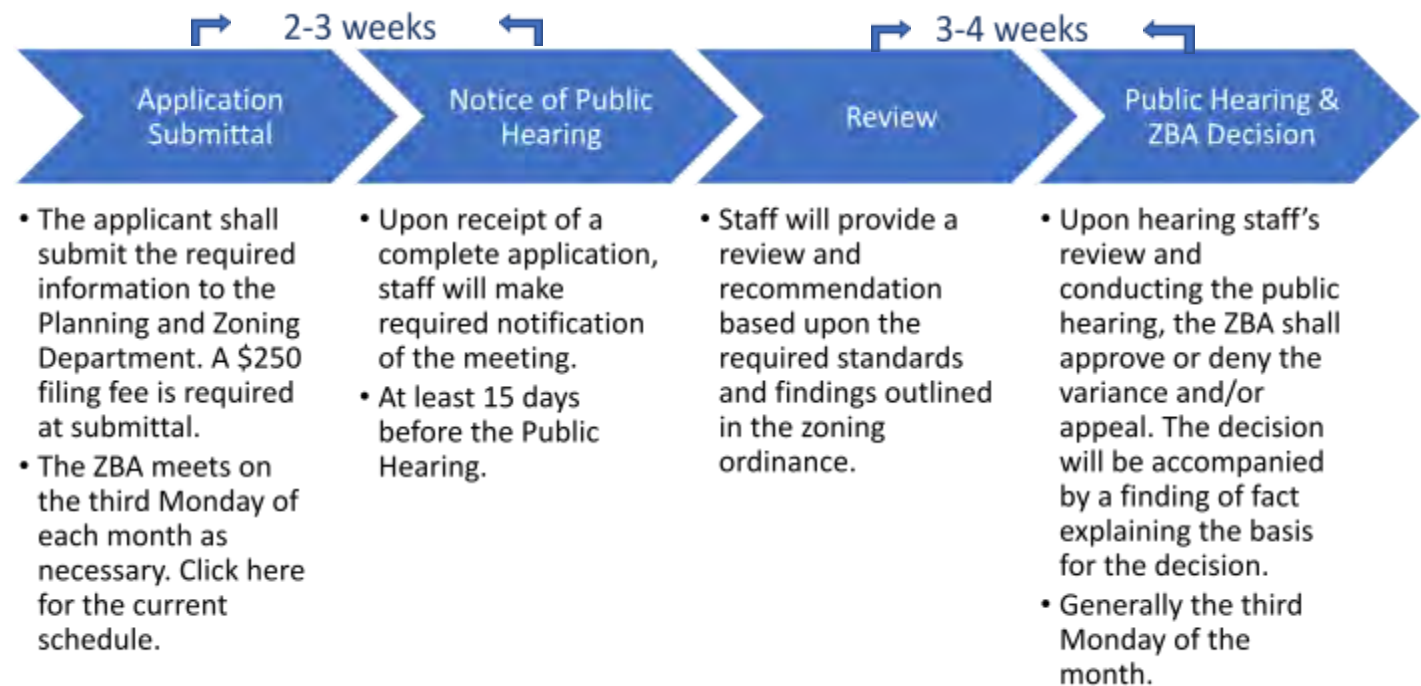 2-3 weeks
3-4 weeks
Application
Submittal
Notice of Public
Hearing
Review
Public Hearing &
ZBA Decision
• The applicant shall
submit the required
information to the
Planning and Zoning
Department. A $250
filing fee is required
at submittal.
• The ZBA meets on
the third Monday of
each month as
necessary. Click here
for the current
schedule.
• Upon receipt of a
complete application,
staff will make
required notification
of the meeting.
• At least 15 days
before the Public
Hearing.
• Staff will provide a
review and
recommendation
based upon the
required standards
and findings outlined
in the zoning
ordinance.
• Upon hearing staff’s
review and
conducting the public
hearing, the ZBA shall
approve or deny the
variance and/or
appeal. The decision
will be accompanied
by a finding of fact
explaining the basis
for the decision.
• Generally the third
Monday of the
month.